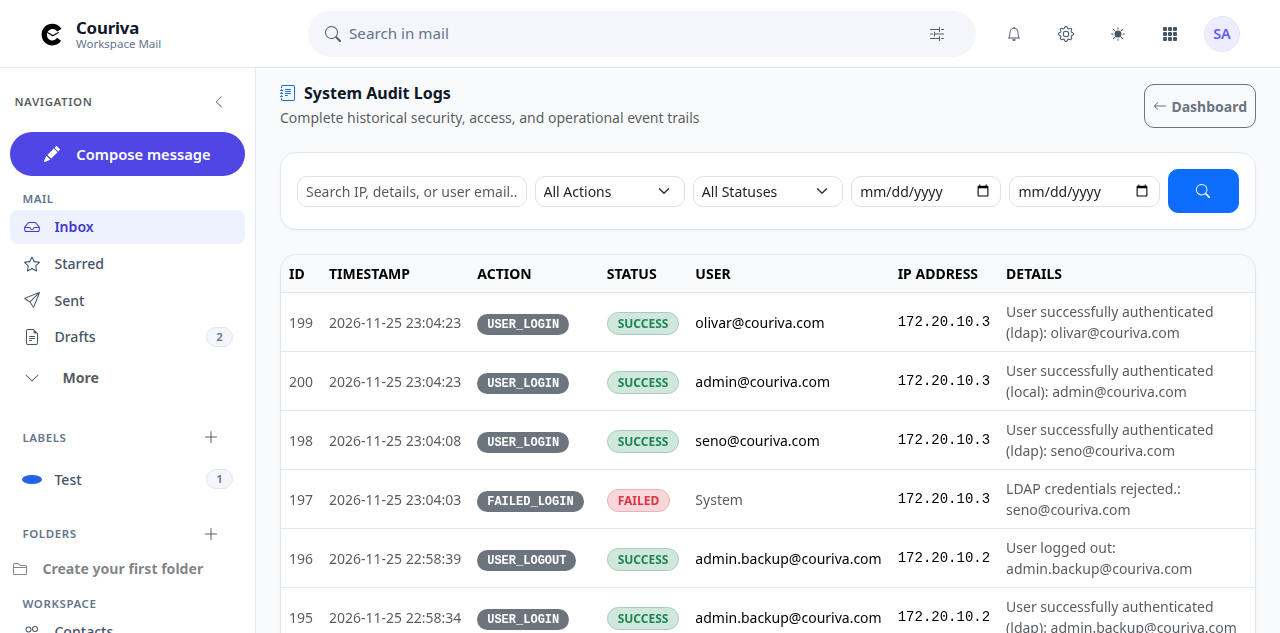 Couriva
Workspace Mail
Search in mail
SA
NAVIGATION
Compose message
MAIL
Inbox
Starred
Sent
Drafts 2
More
LABELS
Test 1
FOLDERS
Create your first folder
WORKSPACE
Contacts
System Audit Logs
Complete historical security, access, and operational event trails
Dashboard
Search IP, details, or user email.. All Actions All Statuses mm/dd/yyyy mm/dd/yyyy
ID TIMESTAMP ACTION STATUS USER IP ADDRESS DETAILS
199 2026-11-25 23:04:23 USER_LOGIN SUCCESS olivar@couriva.com 172.20.10.3 User successfully authenticated
(ldap): olivar@couriva.com
200 2026-11-25 23:04:23 USER_LOGIN SUCCESS admin@couriva.com 172.20.10.3 User successfully authenticated
(local): admin@couriva.com
198 2026-11-25 23:04:08 USER_LOGIN SUCCESS seno@couriva.com 172.20.10.3 User successfully authenticated
(ldap): seno@couriva.com
197 2026-11-25 23:04:03 FAILED_LOGIN FAILED System 172.20.10.3 LDAP credentials rejected.:
seno@couriva.com
196 2026-11-25 22:58:39 USER_LOGOUT SUCCESS admin.backup@couriva.com 172.20.10.2 User logged out:
admin.backup@couriva.com
195 2026-11-25 22:58:34 USER_LOGIN SUCCESS admin.backup@couriva.com 172.20.10.2 User successfully authenticated
(ldap): admin.backup@couriva.com